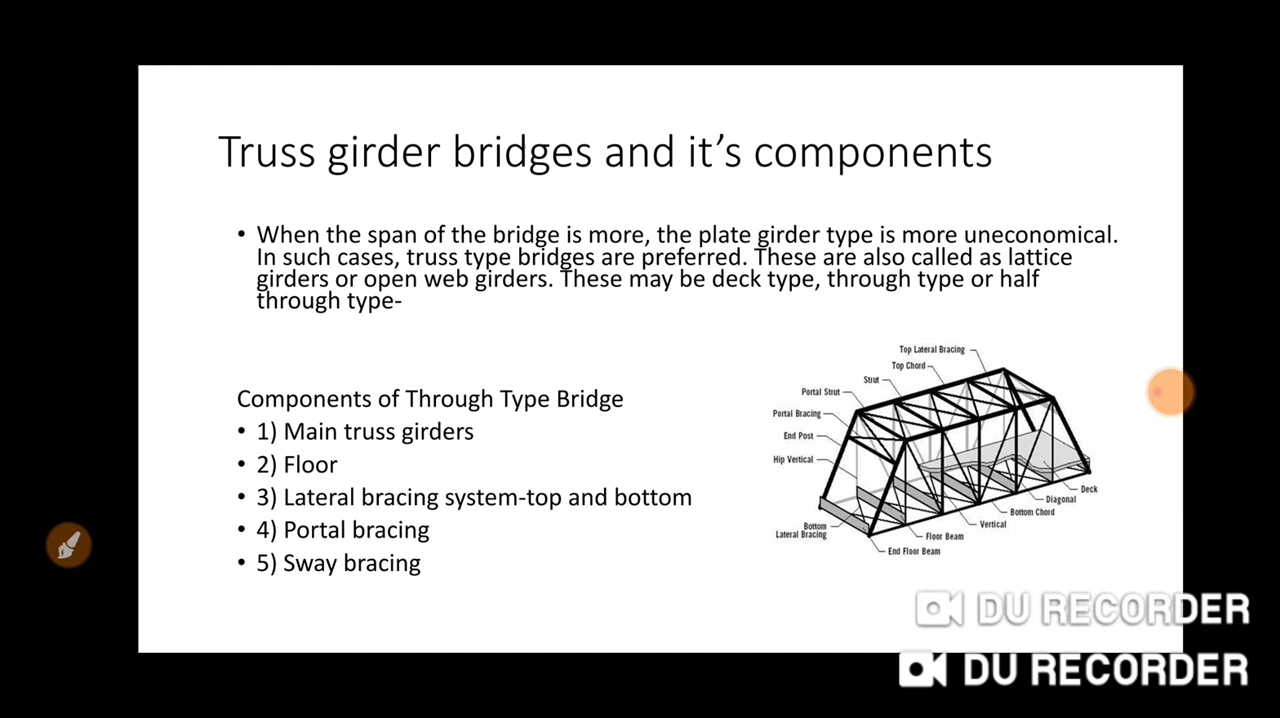 Truss girder bridges and it's components
• When the span of the bridge is more, the plate girder type is more uneconomical.
In such cases, truss type bridges are preferred. These are also called as lattice
girders or open web girders. These may be deck type, through type or half
through type-
Components of Through Type Bridge
• 1) Main truss girders
• 2) Floor
• 3) Lateral bracing system-top and bottom
• 4) Portal bracing
• 5) Sway bracing
Top Lateral Bracing
Top Chord
Strut
Portal Strut
Portal Bracing
End Post
Hip Vertical
Deck
Diagonal
Bottom Chord
Vertical
Bottom
Lateral Bracing
Floor Beam
End Floor Beam
DU RECORDER
DU RECORDER